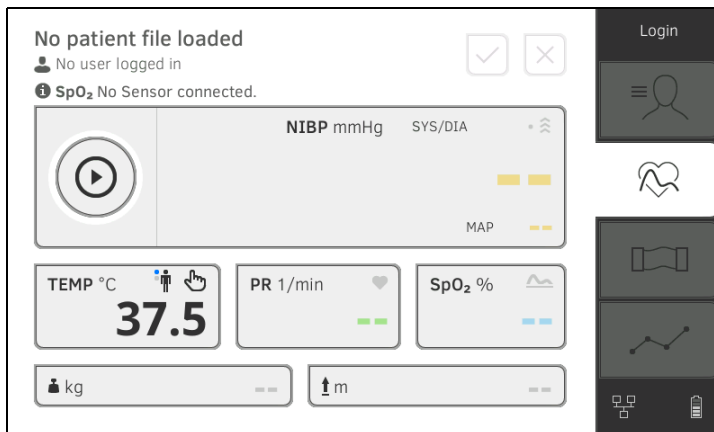 No patient file loaded
No user logged in
SpO₂ No Sensor connected.
NIBP mmHg SYS/DIA
-- --
MAP --
TEMP °C
37.5
PR 1/min
--
SpO₂ %
--
kg --
m --
Login